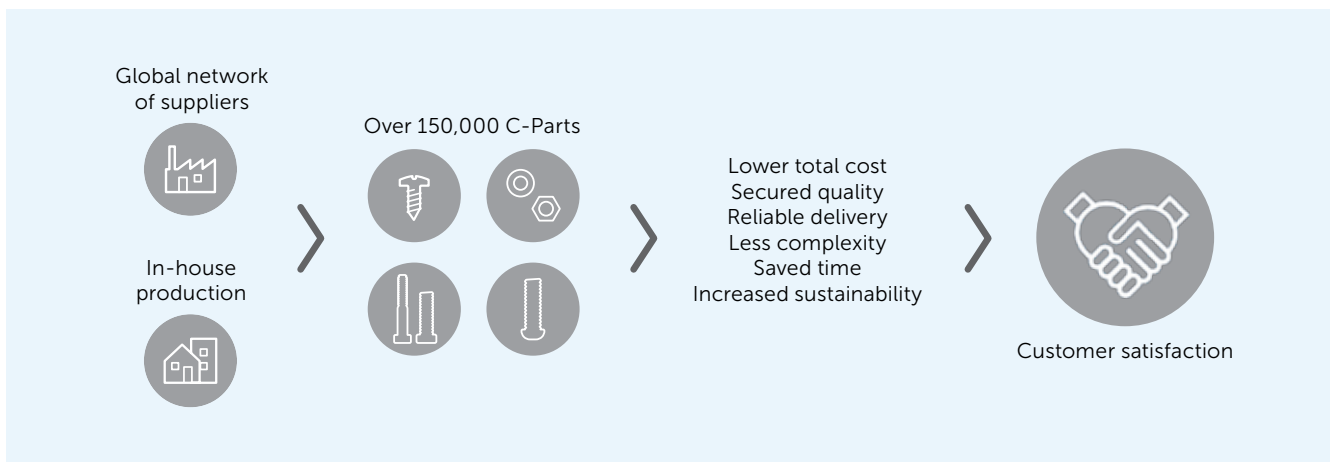 Global network
of suppliers
In-house
production
Over 150,000 C-Parts
Lower total cost
Secured quality
Reliable delivery
Less complexity
Saved time
Increased sustainability
Customer satisfaction